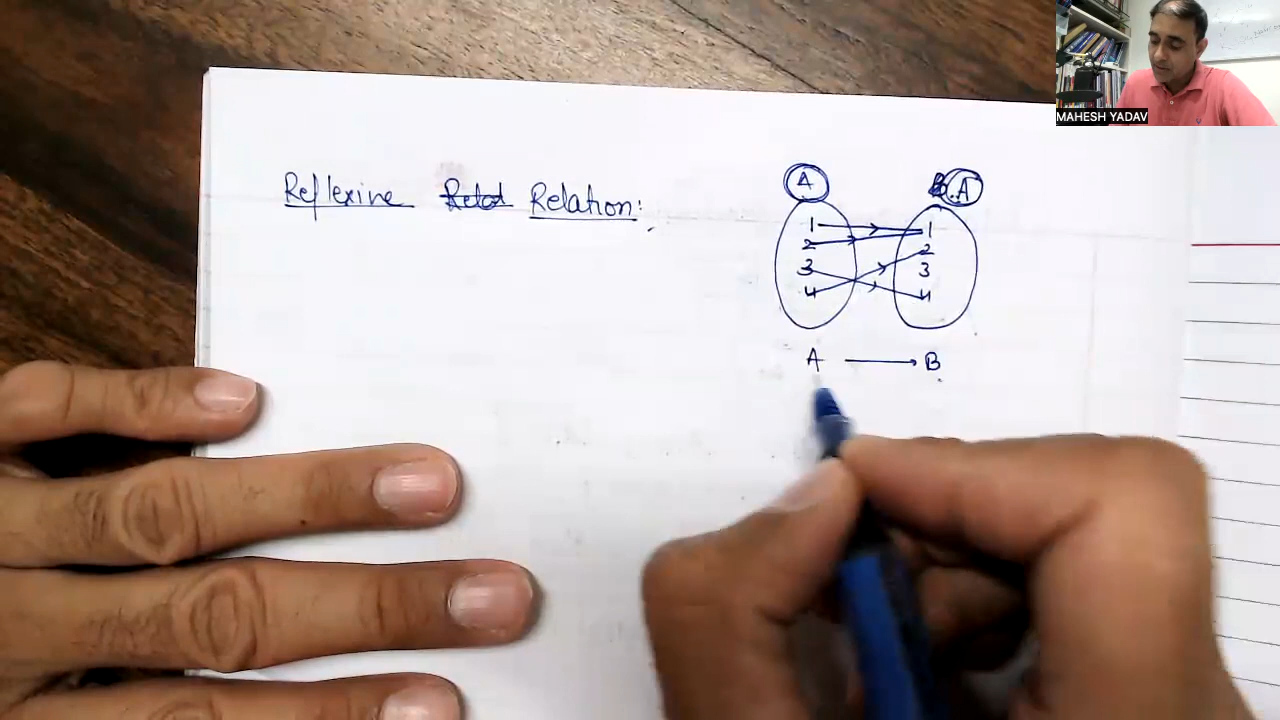 MAHESH YADAV
Reflexive Relation:
A A
1 1
2 2
3 3
4 4
A → B